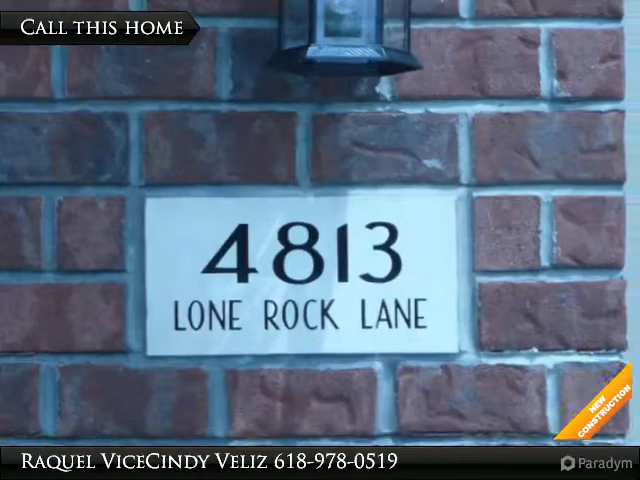 CALL THIS HOME
4813
LONE ROCK LANE
NEW
CONSTRUCTION
RAQUEL VICECINDY VELIZ 618-978-0519
Paradym